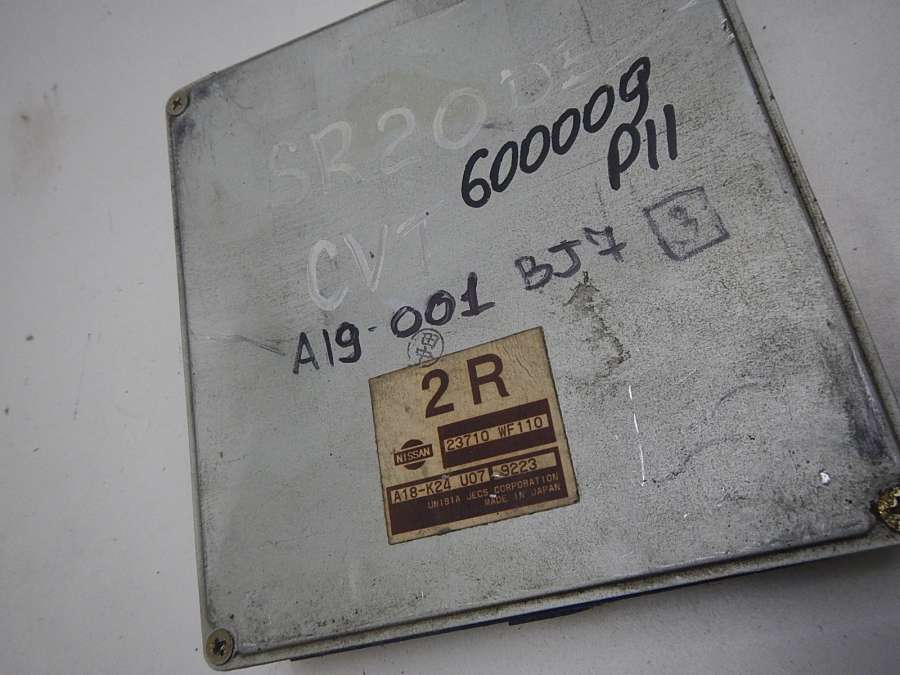 SR20DE
600009
P11
CVT
A19-001 BJ7
2R
NISSAN
23710 WF110
A18-K24 U07 9223
UNISIA JECS CORPORATION
MADE IN JAPAN